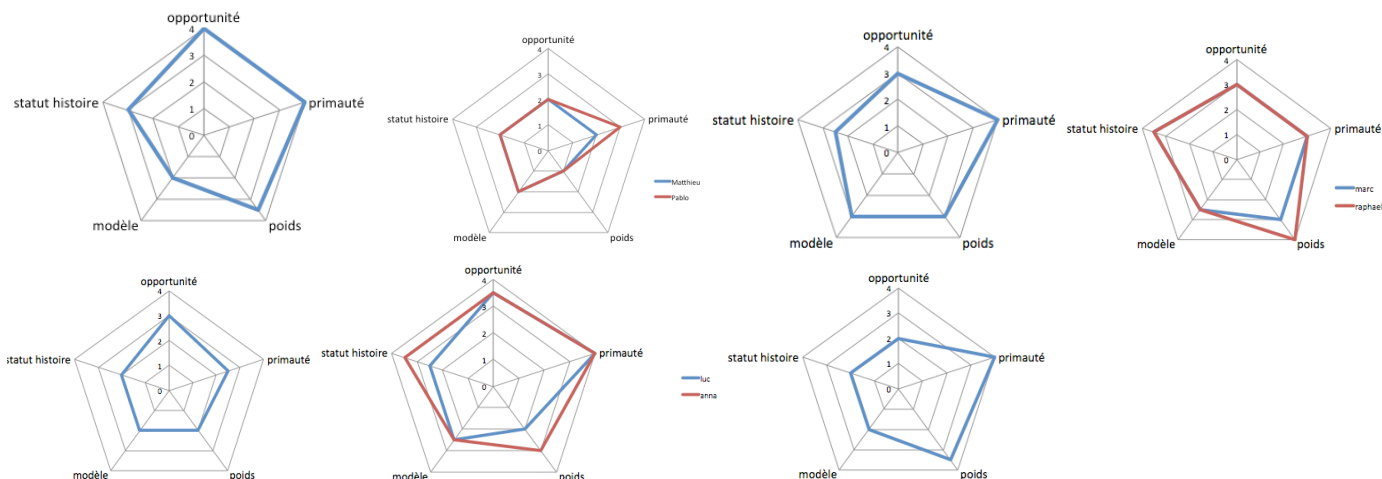 opportunité
4
3
2
1
0
statut histoire
primauté
modèle
poids
opportunité
4
3
2
1
0
statut histoire
primauté
modèle
poids
Matthieu
Pablo
opportunité
4
3
2
1
0
statut histoire
primauté
modèle
poids
opportunité
4
3
2
1
0
statut histoire
primauté
modèle
poids
marc
raphael
opportunité
4
3
2
1
0
statut histoire
primauté
modèle
poids
opportunité
4
3
2
1
0
statut histoire
primauté
modèle
poids
luc
anna
opportunité
4
3
2
1
0
statut histoire
primauté
modèle
poids